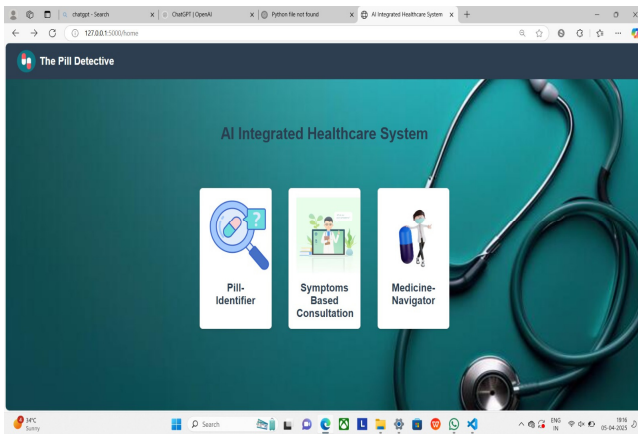 chatgpt - Search
ChatGPT | OpenAI
Python file not found
AI Integrated Healthcare System
127.0.0.1:5000/home
The Pill Detective
AI Integrated Healthcare System
?
Pill-
Identifier
Symptoms
Based
Consultation
Medicine-
Navigator
4
34°C
Sunny
Search
L
W
ENG
IN
19:16
05-04-2025